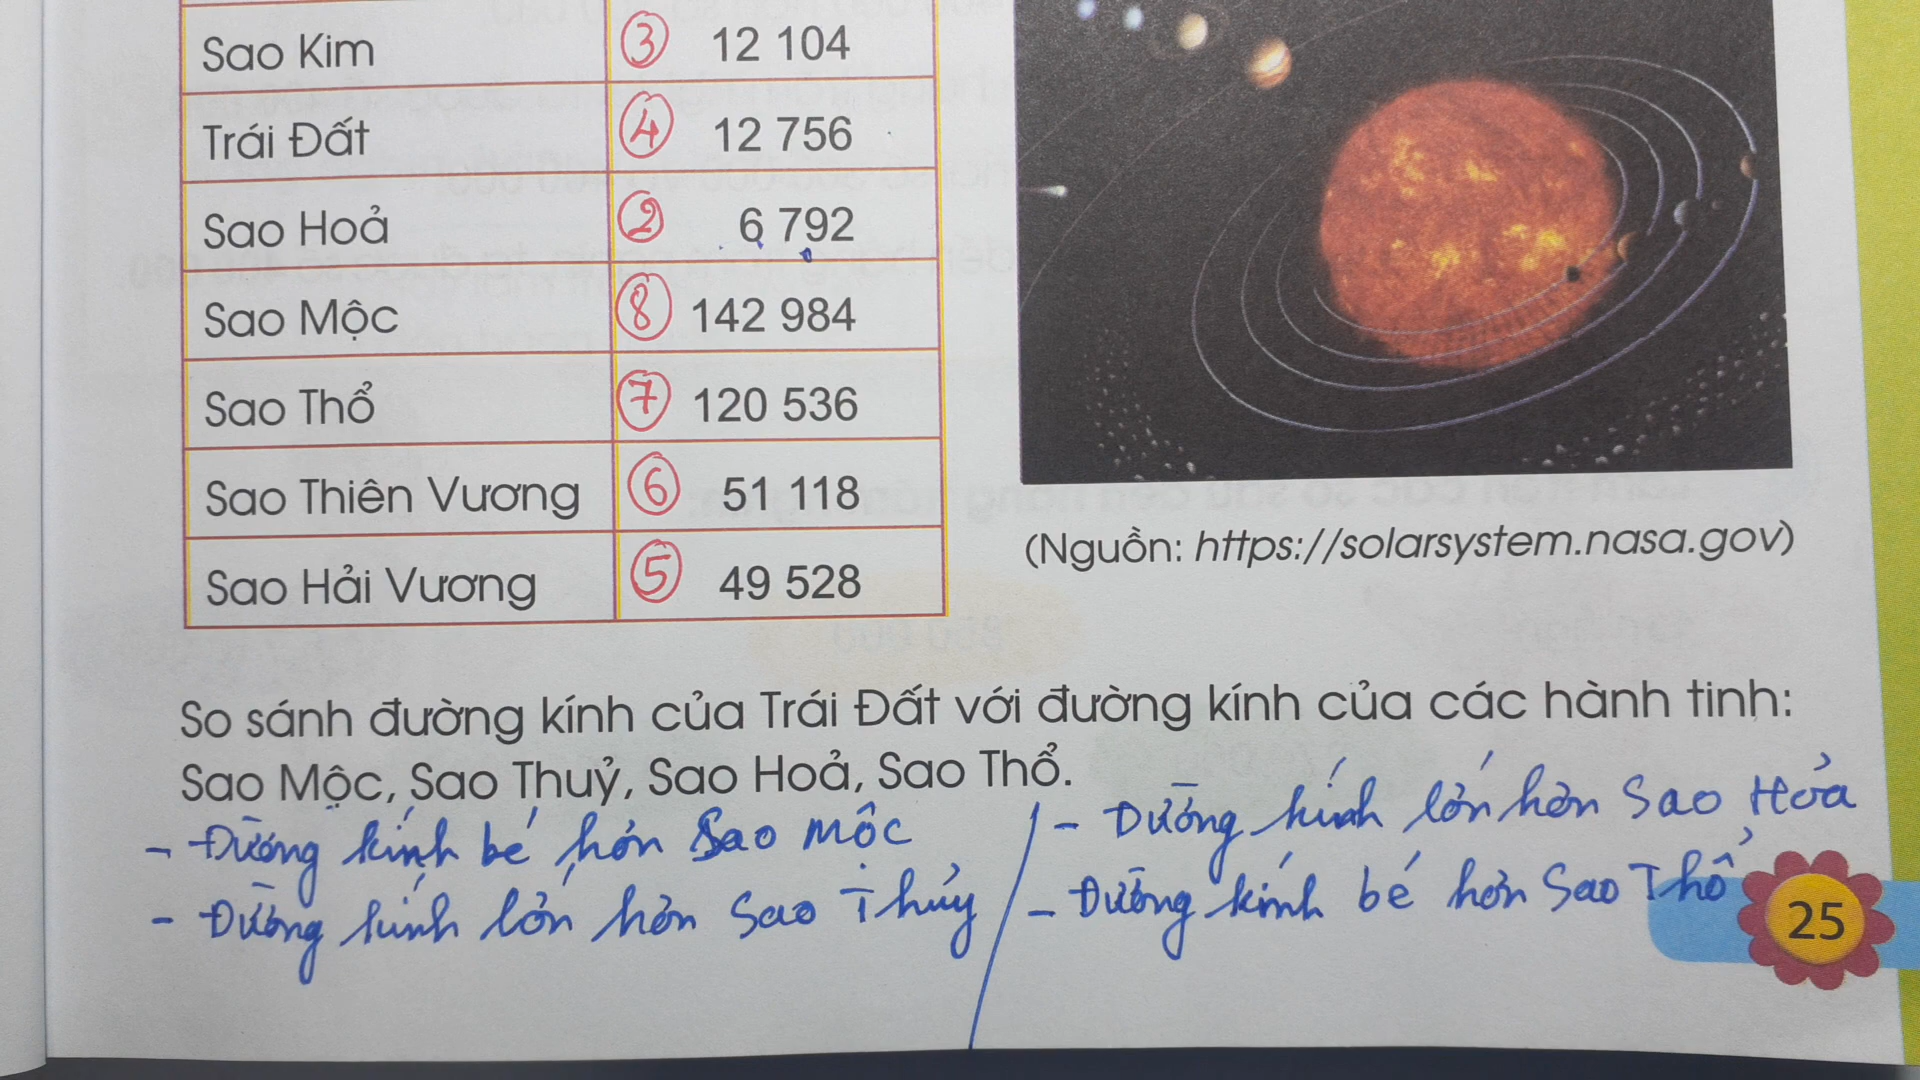 Sao Kim ③ 12 104
Trái Đất ④ 12 756
Sao Hoả ② 6 792
Sao Mộc ⑧ 142 984
Sao Thổ ⑦ 120 536
Sao Thiên Vương ⑥ 51 118
Sao Hải Vương ⑤ 49 528
(Nguồn: https://solarsystem.nasa.gov)
So sánh đường kính của Trái Đất với đường kính của các hành tinh:
Sao Mộc, Sao Thuỷ, Sao Hoả, Sao Thổ.
- Đường kính bé hơn Sao Mộc
- Đường kính lớn hơn Sao Thủy
- Đường kính lớn hơn Sao Hỏa
- Đường kính bé hơn Sao Thổ
25